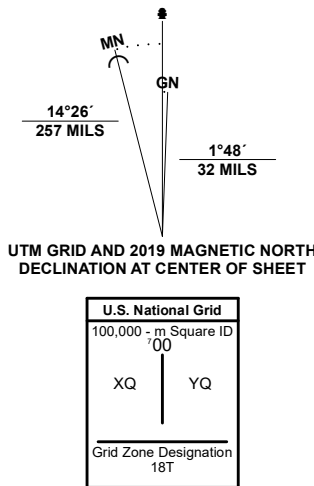 MN
GN
14°26´
257 MILS
1°48´
32 MILS
UTM GRID AND 2019 MAGNETIC NORTH
DECLINATION AT CENTER OF SHEET
U.S. National Grid
100,000 - m Square ID
⁷00
XQ YQ
Grid Zone Designation
18T